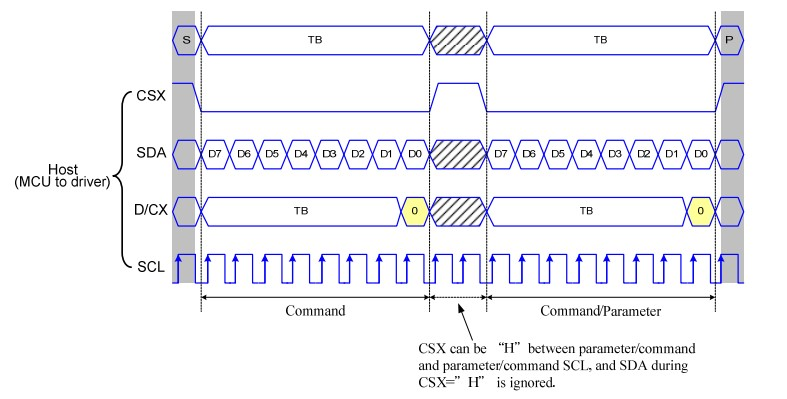 S TB TB P
CSX
SDA D7 D6 D5 D4 D3 D2 D1 D0 D7 D6 D5 D4 D3 D2 D1 D0
Host
(MCU to driver)
D/CX TB 0 TB 0
SCL
Command Command/Parameter
CSX can be “H” between parameter/command
and parameter/command SCL, and SDA during
CSX=”H” is ignored.